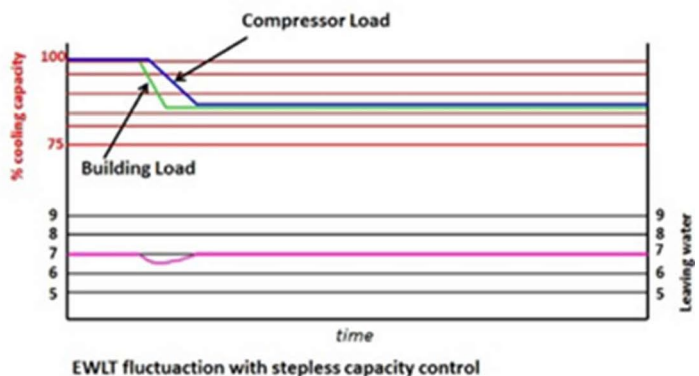 Compressor Load
100
% cooling capacity
Building Load
75
9
8
7
6
5
9
8
7
6
5
Leaving water
time
EWLT fluctuaction with stepless capacity control